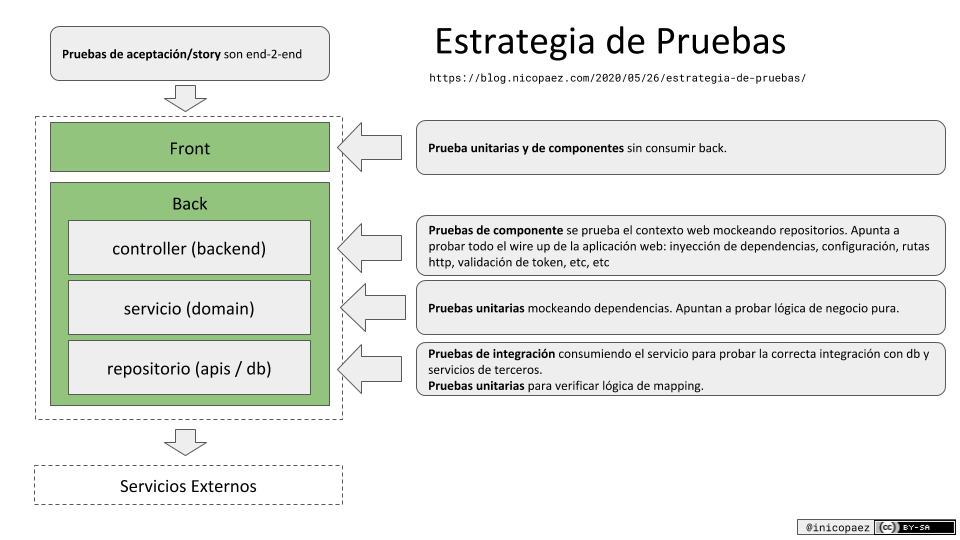 Estrategia de Pruebas
https://blog.nicopaez.com/2020/05/26/estrategia-de-pruebas/
Pruebas de aceptación/story son end-2-end
Front
Prueba unitarias y de componentes sin consumir back.
Back
controller (backend)
Pruebas de componente se prueba el contexto web mockeando repositorios. Apunta a
probar todo el wire up de la aplicación web: inyección de dependencias, configuración, rutas
http, validación de token, etc, etc
servicio (domain)
Pruebas unitarias mockeando dependencias. Apuntan a probar lógica de negocio pura.
repositorio (apis / db)
Pruebas de integración consumiendo el servicio para probar la correcta integración con db y
servicios de terceros.
Pruebas unitarias para verificar lógica de mapping.
Servicios Externos
@inicopaez
cc BY-SA